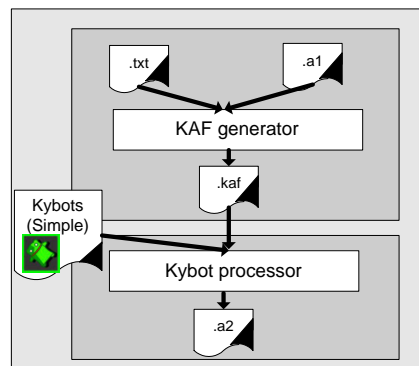 .txt
.a1
KAF generator
.kaf
Kybots
(Simple)
Kybot processor
.a2